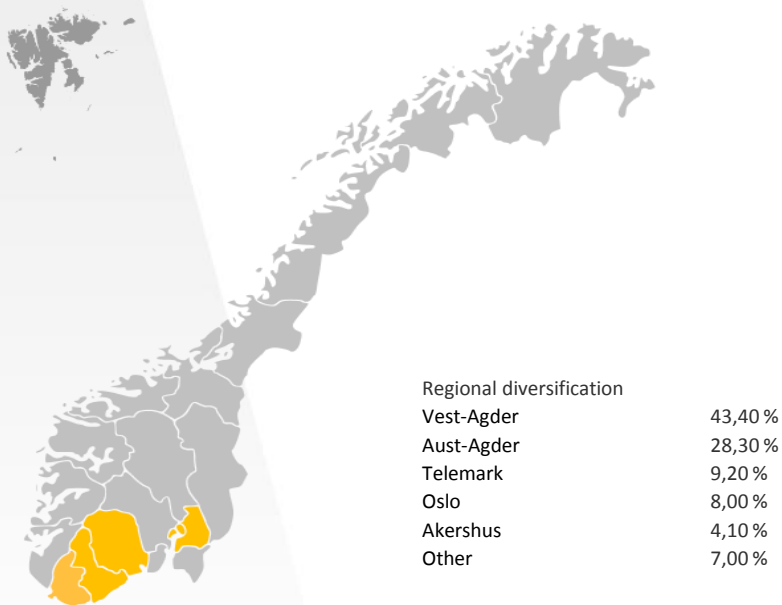 Regional diversification
Vest-Agder 43,40 %
Aust-Agder 28,30 %
Telemark 9,20 %
Oslo 8,00 %
Akershus 4,10 %
Other 7,00 %